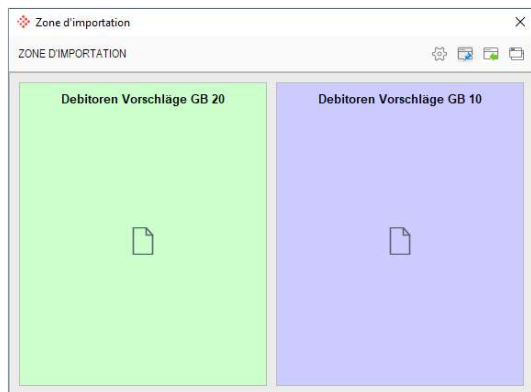 Zone d'importation
ZONE D'IMPORTATION
Debitoren Vorschläge GB 20
Debitoren Vorschläge GB 10